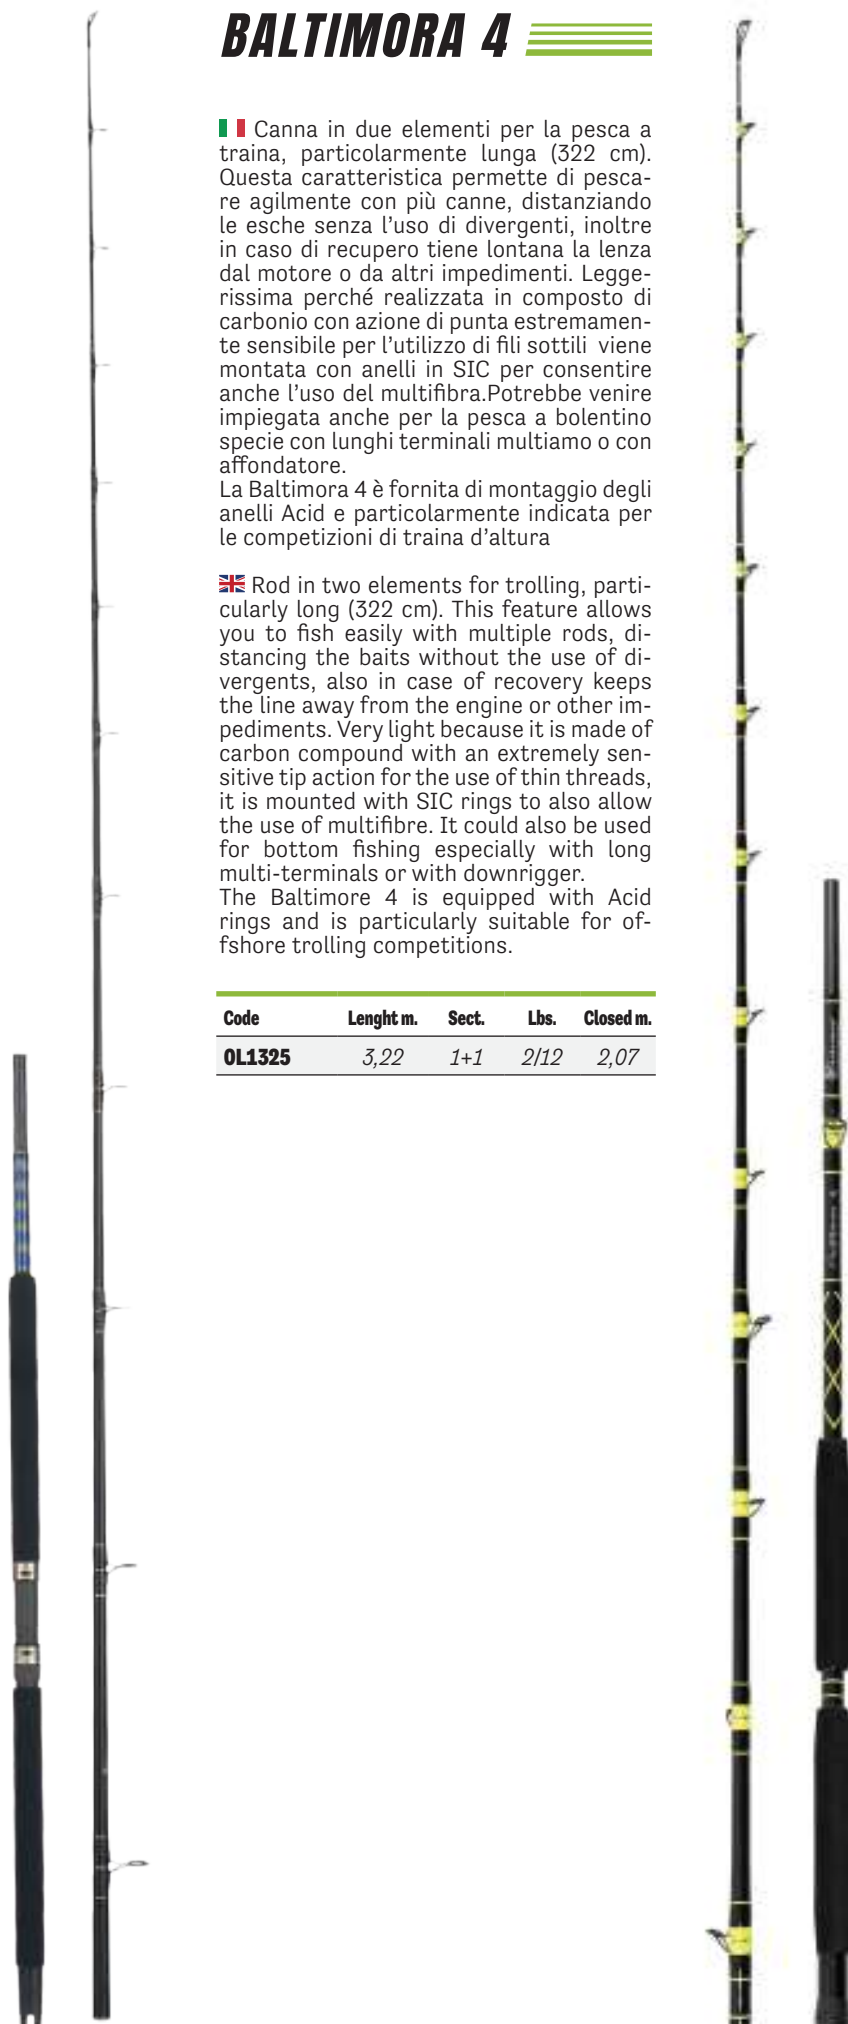 BALTIMORA 4
Canna in due elementi per la pesca a
traina, particolarmente lunga (322 cm).
Questa caratteristica permette di pesca-
re agilmente con più canne, distanziando
le esche senza l’uso di divergenti, inoltre
in caso di recupero tiene lontana la lenza
dal motore o da altri impedimenti. Legge-
rissima perché realizzata in composto di
carbonio con azione di punta estremamen-
te sensibile per l’utilizzo di fili sottili viene
montata con anelli in SIC per consentire
anche l’uso del multifibra.Potrebbe venire
impiegata anche per la pesca a bolentino
specie con lunghi terminali multiamo o con
affondatore.
La Baltimora 4 è fornita di montaggio degli
anelli Acid e particolarmente indicata per
le competizioni di traina d’altura
Rod in two elements for trolling, parti-
cularly long (322 cm). This feature allows
you to fish easily with multiple rods, di-
stancing the baits without the use of di-
vergents, also in case of recovery keeps
the line away from the engine or other im-
pediments. Very light because it is made of
carbon compound with an extremely sen-
sitive tip action for the use of thin threads,
it is mounted with SIC rings to also allow
the use of multifibre. It could also be used
for bottom fishing especially with long
multi-terminals or with downrigger.
The Baltimore 4 is equipped with Acid
rings and is particularly suitable for of-
fshore trolling competitions.
Code Lenght m. Sect. Lbs. Closed m.
OL1325 3,22 1+1 2/12 2,07